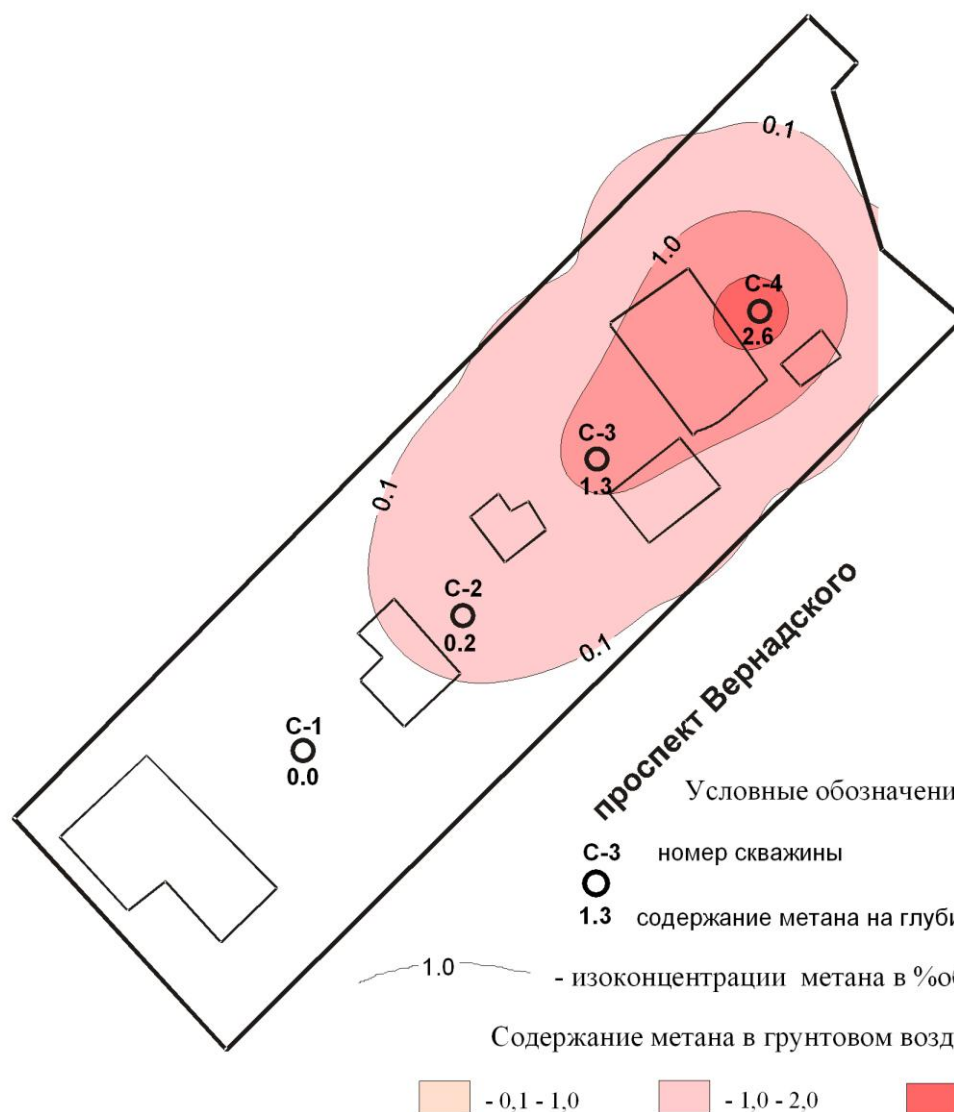 0.1
1.0
С-4
2.6
С-3
1.3
0.1
С-2
0.2
0.1
С-1
0.0
проспект Вернадского
Условные обозначени
С-3 номер скважины
1.3 содержание метана на глуби
1.0 - изоконцентрации метана в %об
Содержание метана в грунтовом возд
- 0,1 - 1,0 - 1,0 - 2,0